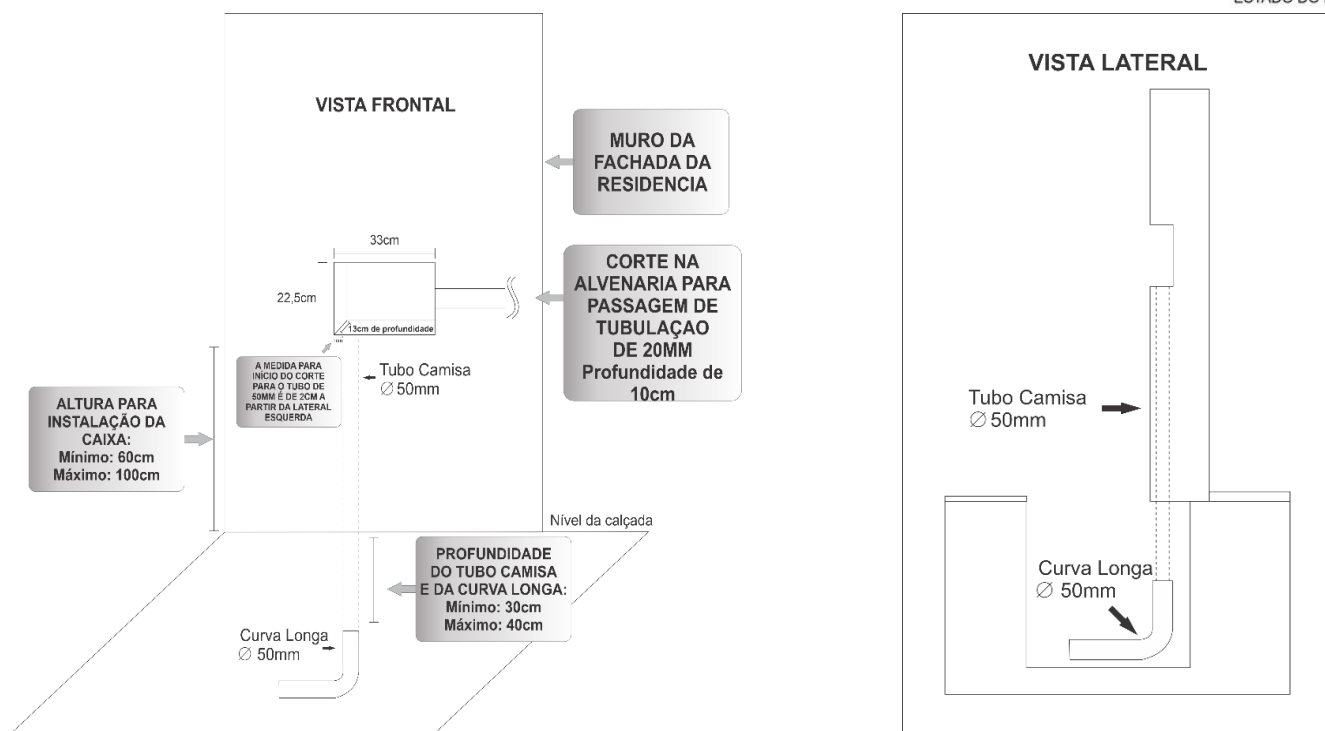 VISTA FRONTAL
MURO DA
FACHADA DA
RESIDENCIA
33cm
22,5cm
13cm de profundidade
CORTE NA
ALVENARIA PARA
PASSAGEM DE
TUBULAÇAO
DE 20MM
Profundidade de
10cm
A MEDIDA PARA
INÍCIO DO CORTE
PARA O TUBO DE
50MM É DE 2CM A
PARTIR DA LATERAL
ESQUERDA
Tubo Camisa
∅ 50mm
ALTURA PARA
INSTALAÇÃO DA
CAIXA:
Mínimo: 60cm
Máximo: 100cm
Nível da calçada
PROFUNDIDADE
DO TUBO CAMISA
E DA CURVA LONGA:
Mínimo: 30cm
Máximo: 40cm
Curva Longa
∅ 50mm
VISTA LATERAL
Tubo Camisa
∅ 50mm
Curva Longa
∅ 50mm